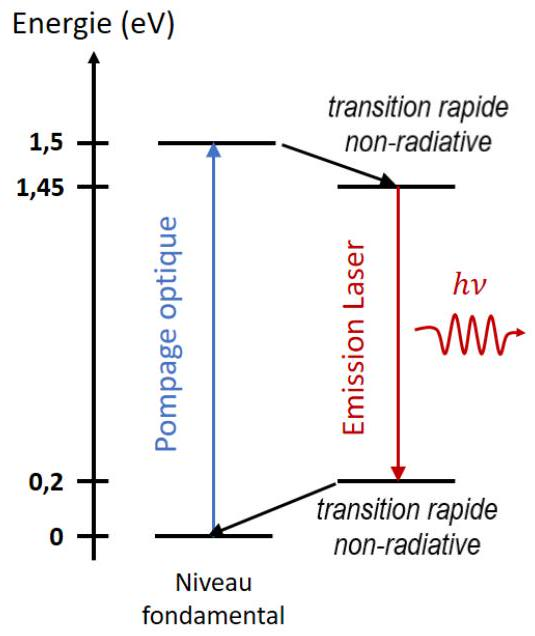 Energie (eV)
transition rapide
non-radiative
1,5
1,45
Pompage optique
Emission Laser
hν
0,2
transition rapide
non-radiative
0
Niveau
fondamental